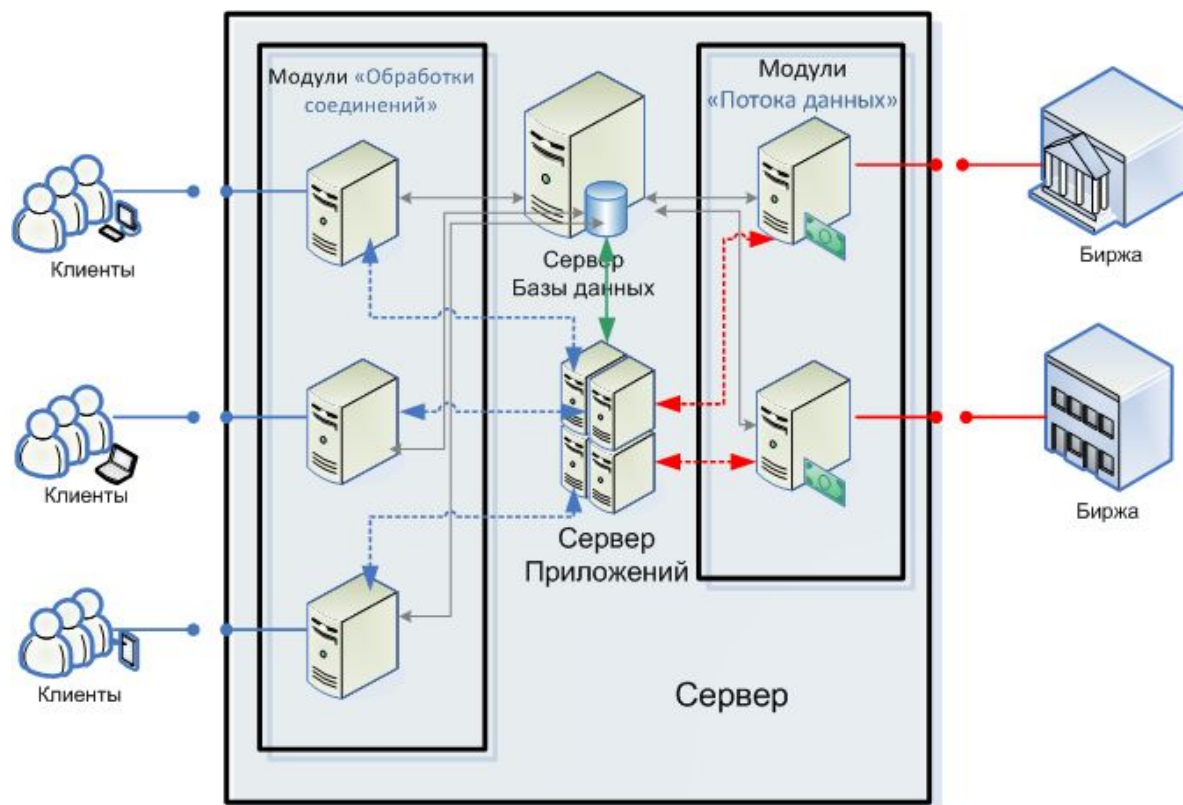 Модули «Обработки
соединений»
Модули
«Потока данных»
Клиенты
Сервер
Базы данных
Биржа
Клиенты
Биржа
Сервер
Приложений
Клиенты
Сервер